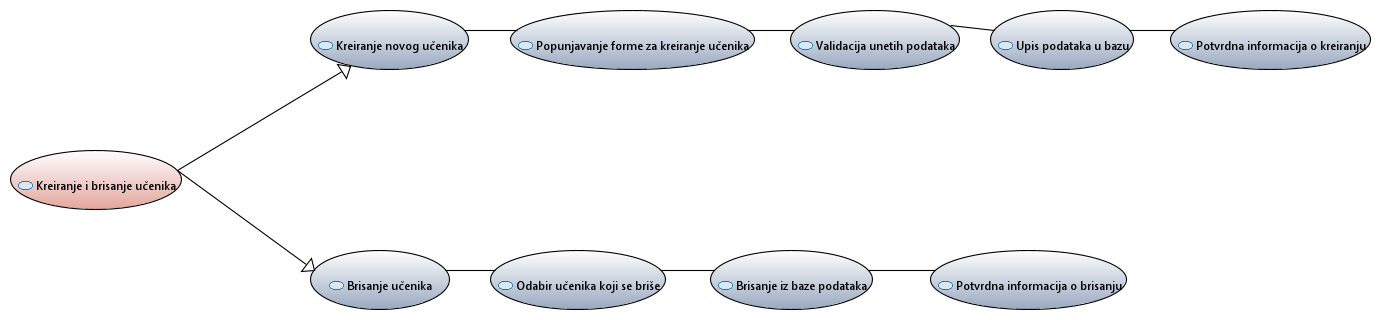 Kreiranje novog učenika
Popunjavanje forme za kreiranje učenika
Validacija unetih podataka
Upis podataka u bazu
Potvrdna informacija o kreiranju
Kreiranje i brisanje učenika
Brisanje učenika
Odabir učenika koji se briše
Brisanje iz baze podataka
Potvrdna informacija o brisanju